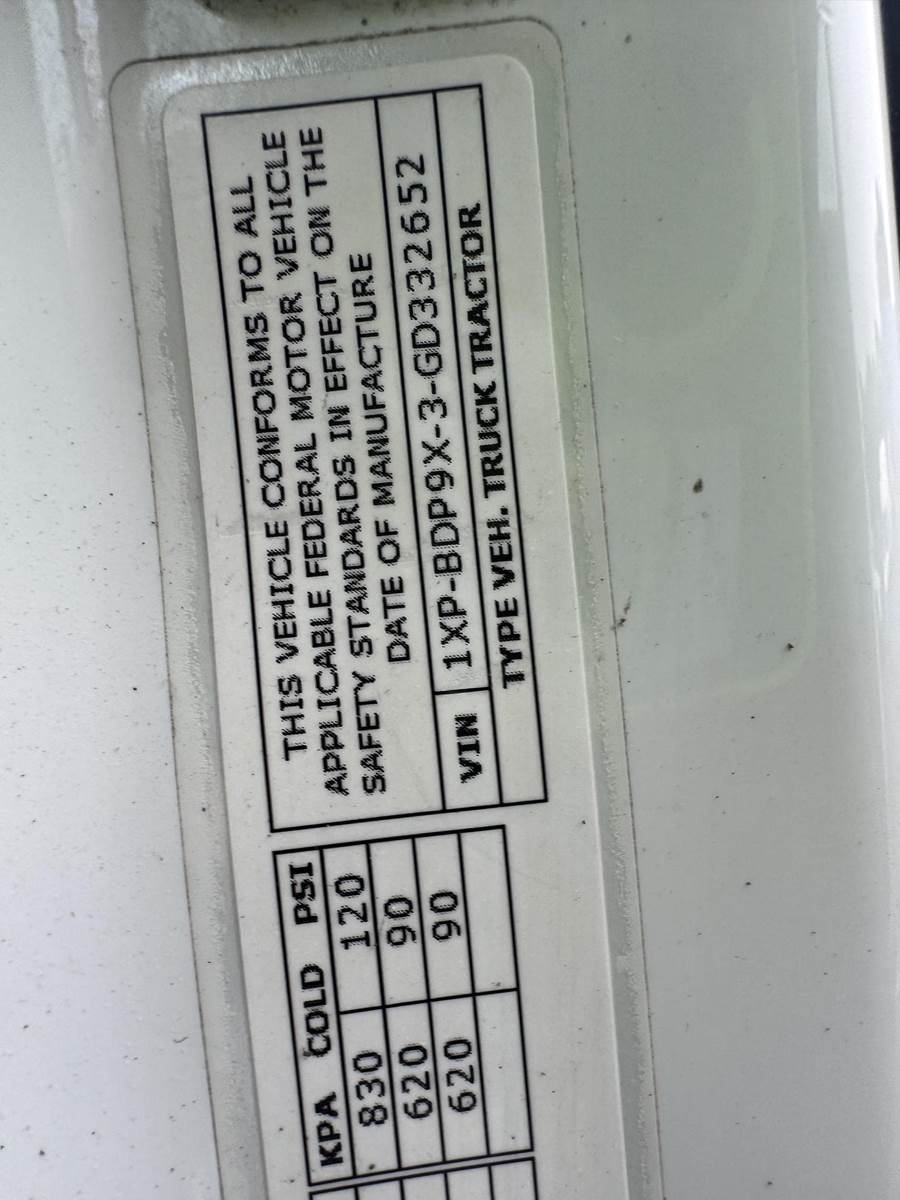 KPA COLD PSI
830 120
620 90
620 90
THIS VEHICLE CONFORMS TO ALL
APPLICABLE FEDERAL MOTOR VEHICLE
SAFETY STANDARDS IN EFFECT ON THE
DATE OF MANUFACTURE
VIN 1XP-BDP9X-3-GD332652
TYPE VEH. TRUCK TRACTOR